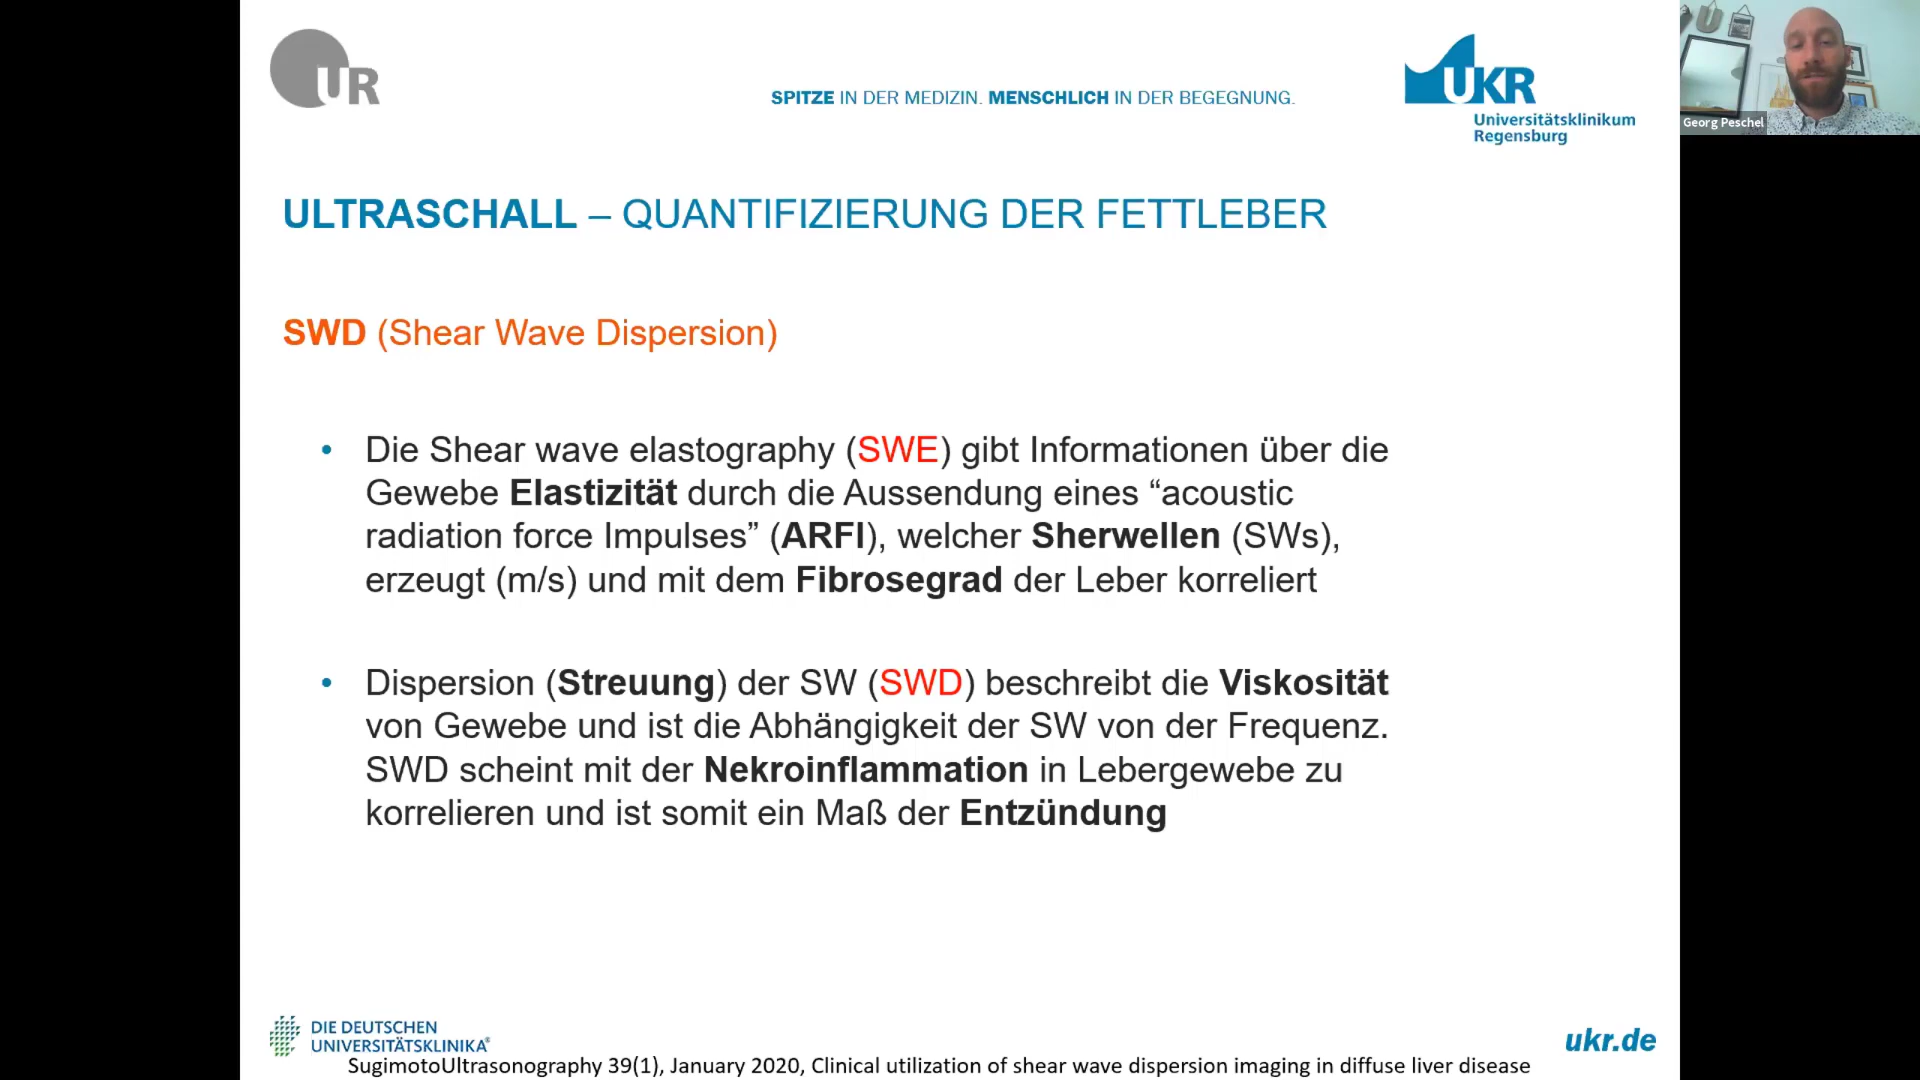 UR
SPITZE IN DER MEDIZIN. MENSCHLICH IN DER BEGEGNUNG.
UKR
Universitätsklinikum
Regensburg
Georg Peschel
ULTRASCHALL – QUANTIFIZIERUNG DER FETTLEBER
SWD (Shear Wave Dispersion)
• Die Shear wave elastography (SWE) gibt Informationen über die
Gewebe Elastizität durch die Aussendung eines “acoustic
radiation force Impulses” (ARFI), welcher Sherwellen (SWs),
erzeugt (m/s) und mit dem Fibrosegrad der Leber korreliert
• Dispersion (Streuung) der SW (SWD) beschreibt die Viskosität
von Gewebe und ist die Abhängigkeit der SW von der Frequenz.
SWD scheint mit der Nekroinflammation in Lebergewebe zu
korrelieren und ist somit ein Maß der Entzündung
DIE DEUTSCHEN
UNIVERSITÄTSKLINIKA®
ukr.de
SugimotoUltrasonography 39(1), January 2020, Clinical utilization of shear wave dispersion imaging in diffuse liver disease